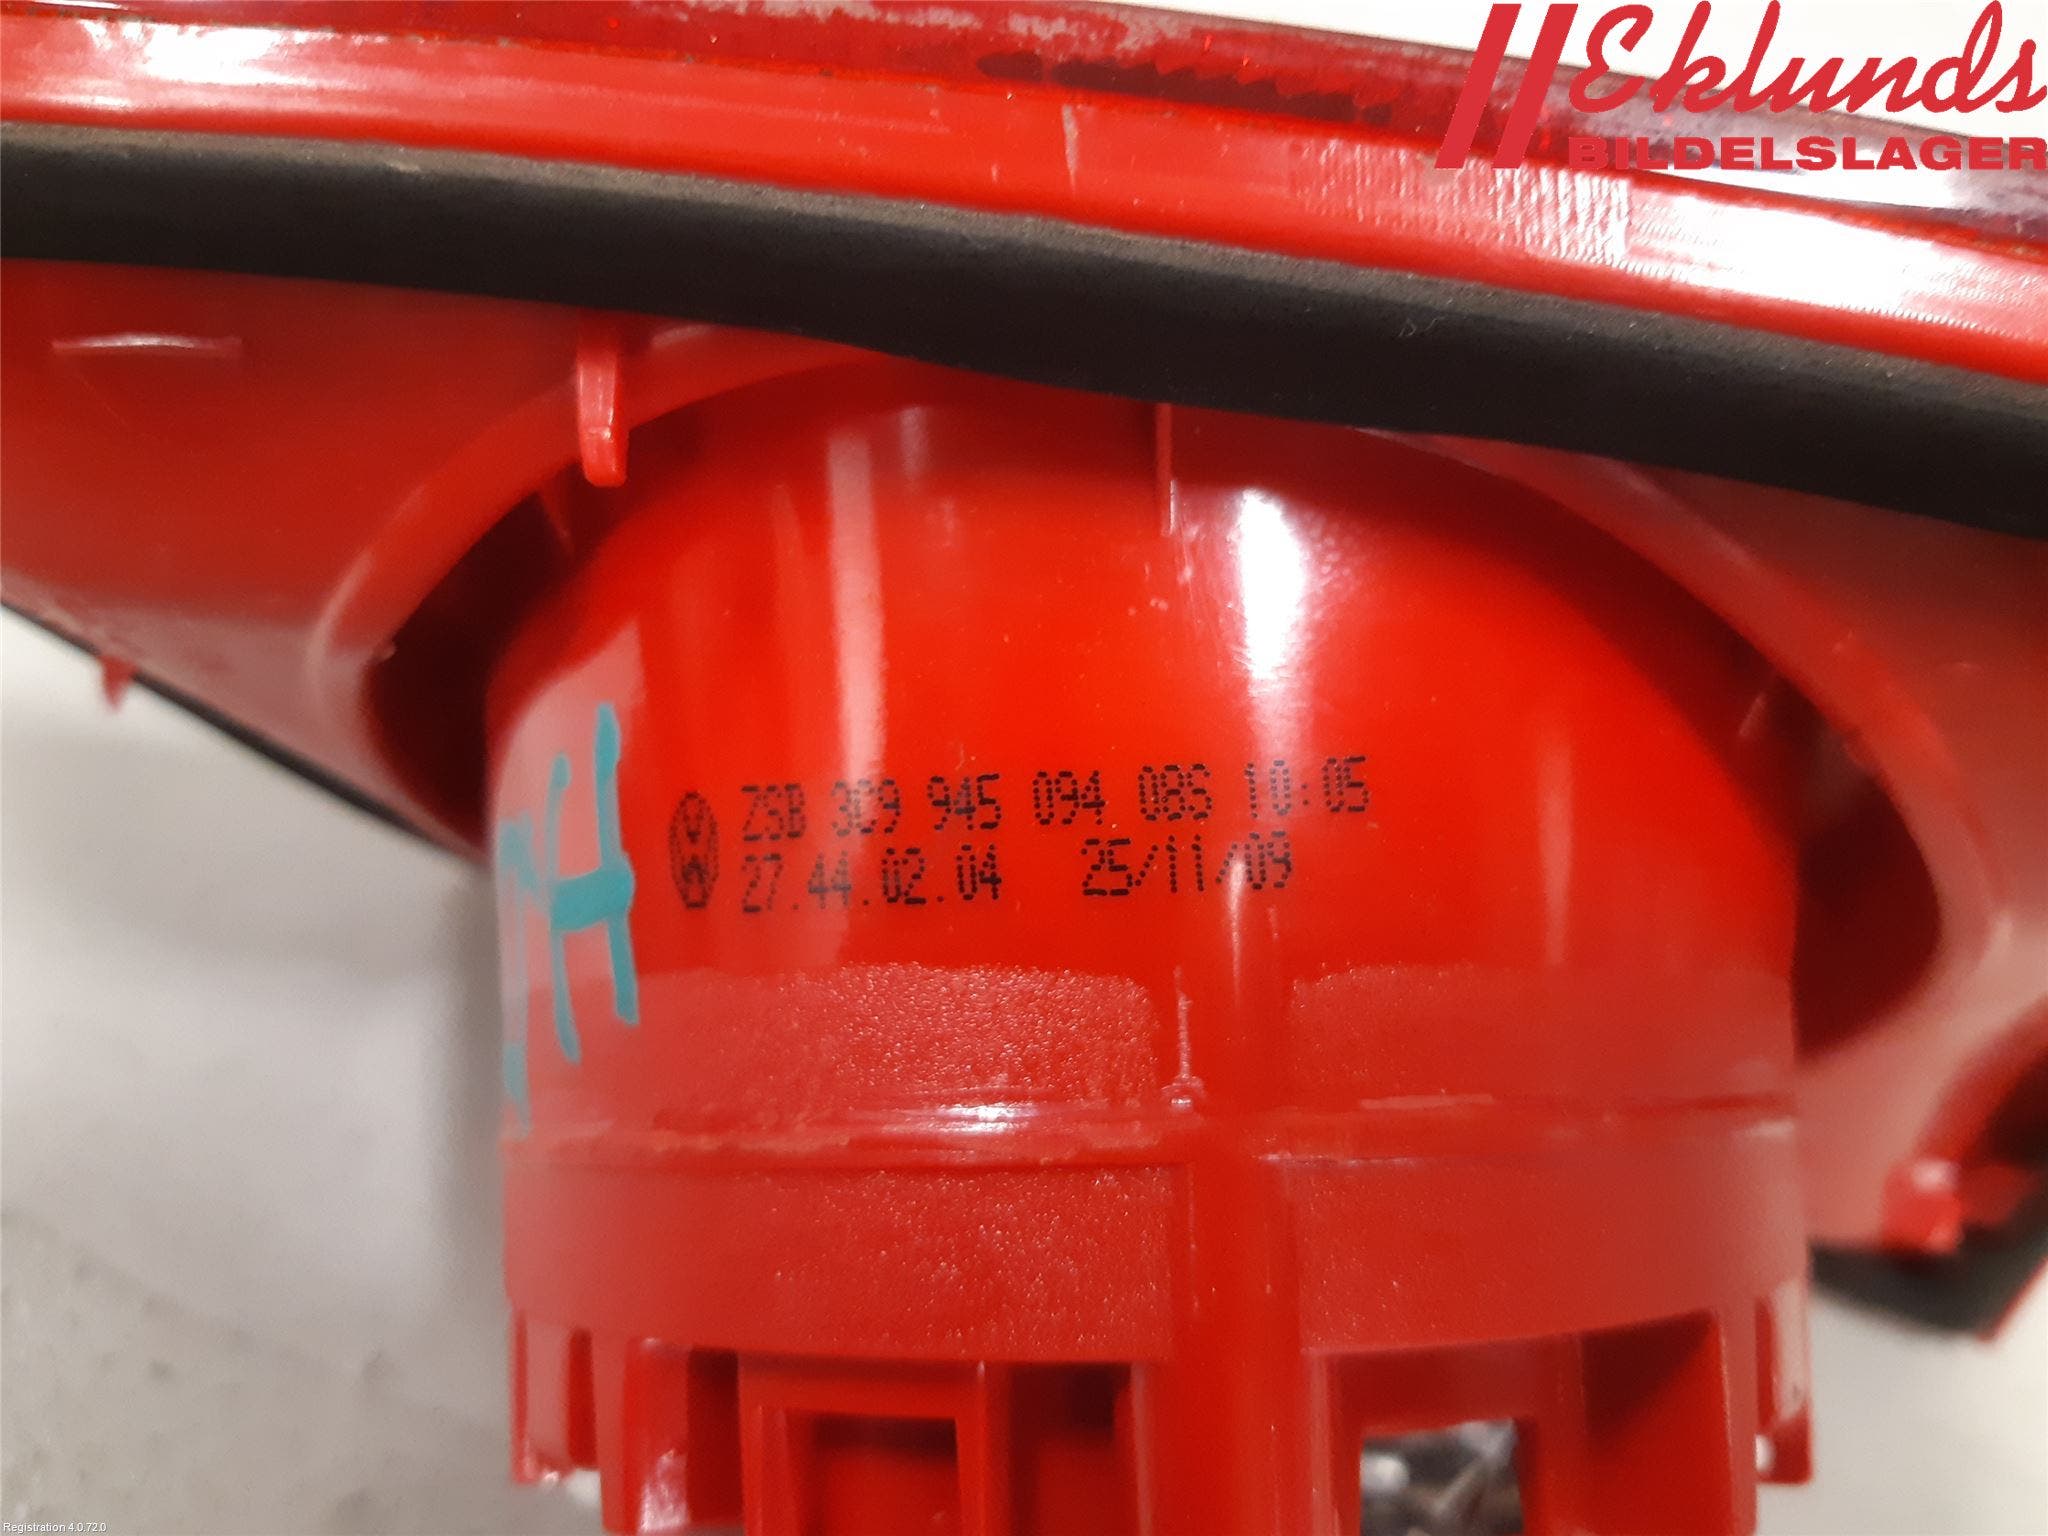 Eklunds
BILDELSLAGER
ZSB 3C9 945 094 08S 10:05
27.44.02.04 25/11/09
H
Registration 4.0.72.0